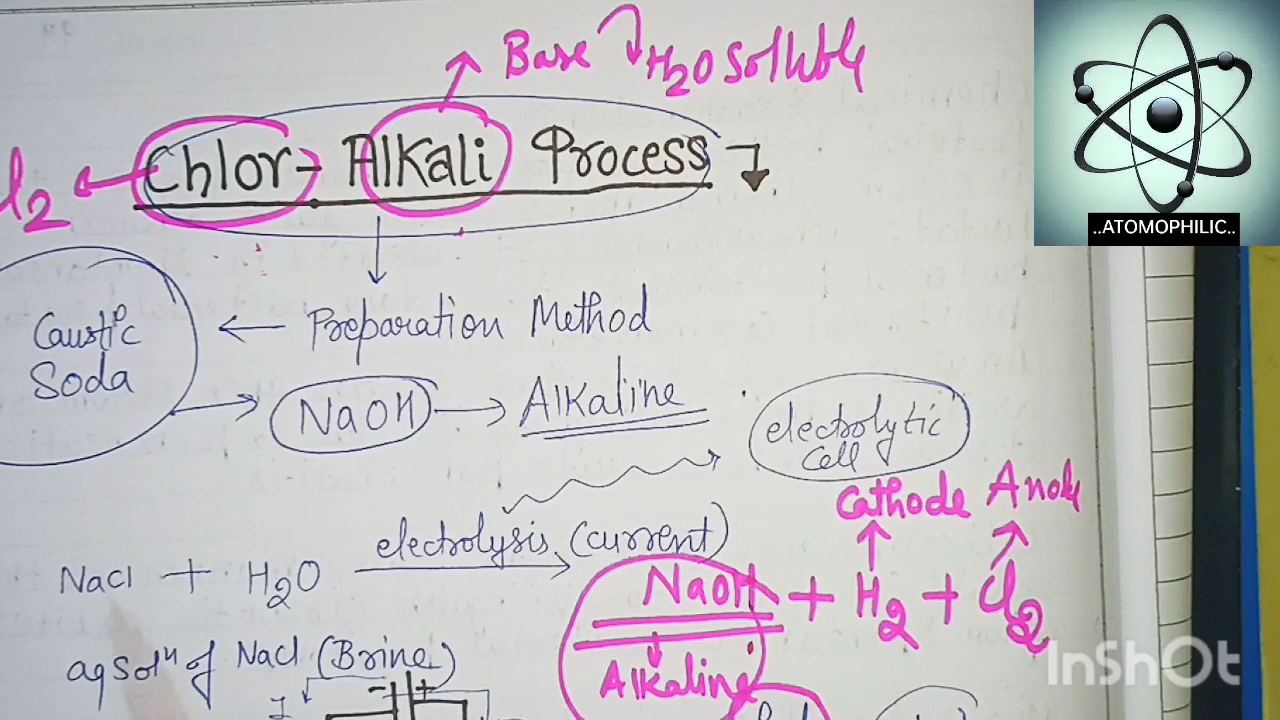 Base H2O Soluble
Chlor-Alkali Process
l2
Caustic
Soda
Preparation Method
NaOH
Alkaline
electrolytic
Cell
Cathode Anode
electrolysis (current)
NaCl + H2O
NaOH + H2 + Cl2
Alkaline
aq Soln of NaCl (Brine)
- +
..ATOMOPHILIC..
InShOt